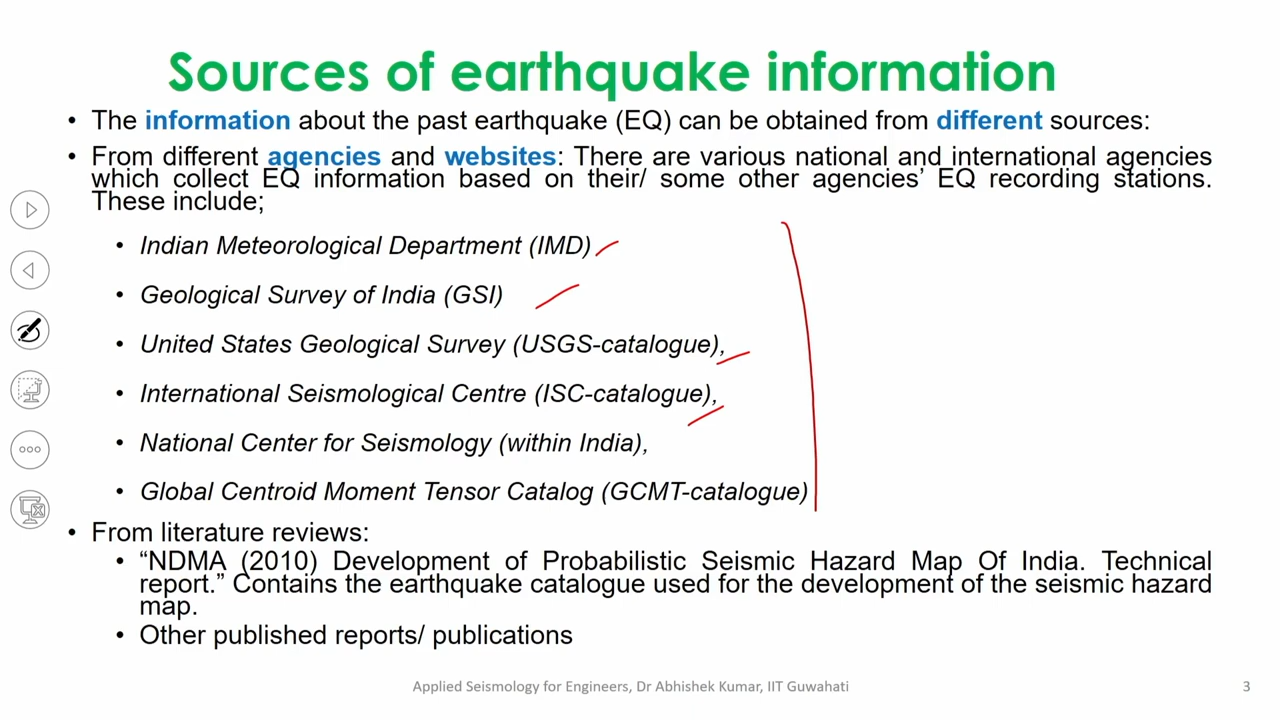 Sources of earthquake information
• The information about the past earthquake (EQ) can be obtained from different sources:
• From different agencies and websites: There are various national and international agencies
which collect EQ information based on their/ some other agencies’ EQ recording stations.
These include;
• Indian Meteorological Department (IMD)
• Geological Survey of India (GSI)
• United States Geological Survey (USGS-catalogue),
• International Seismological Centre (ISC-catalogue),
• National Center for Seismology (within India),
• Global Centroid Moment Tensor Catalog (GCMT-catalogue)
• From literature reviews:
• “NDMA (2010) Development of Probabilistic Seismic Hazard Map Of India. Technical
report.” Contains the earthquake catalogue used for the development of the seismic hazard
map.
• Other published reports/ publications
Applied Seismology for Engineers, Dr Abhishek Kumar, IIT Guwahati
3